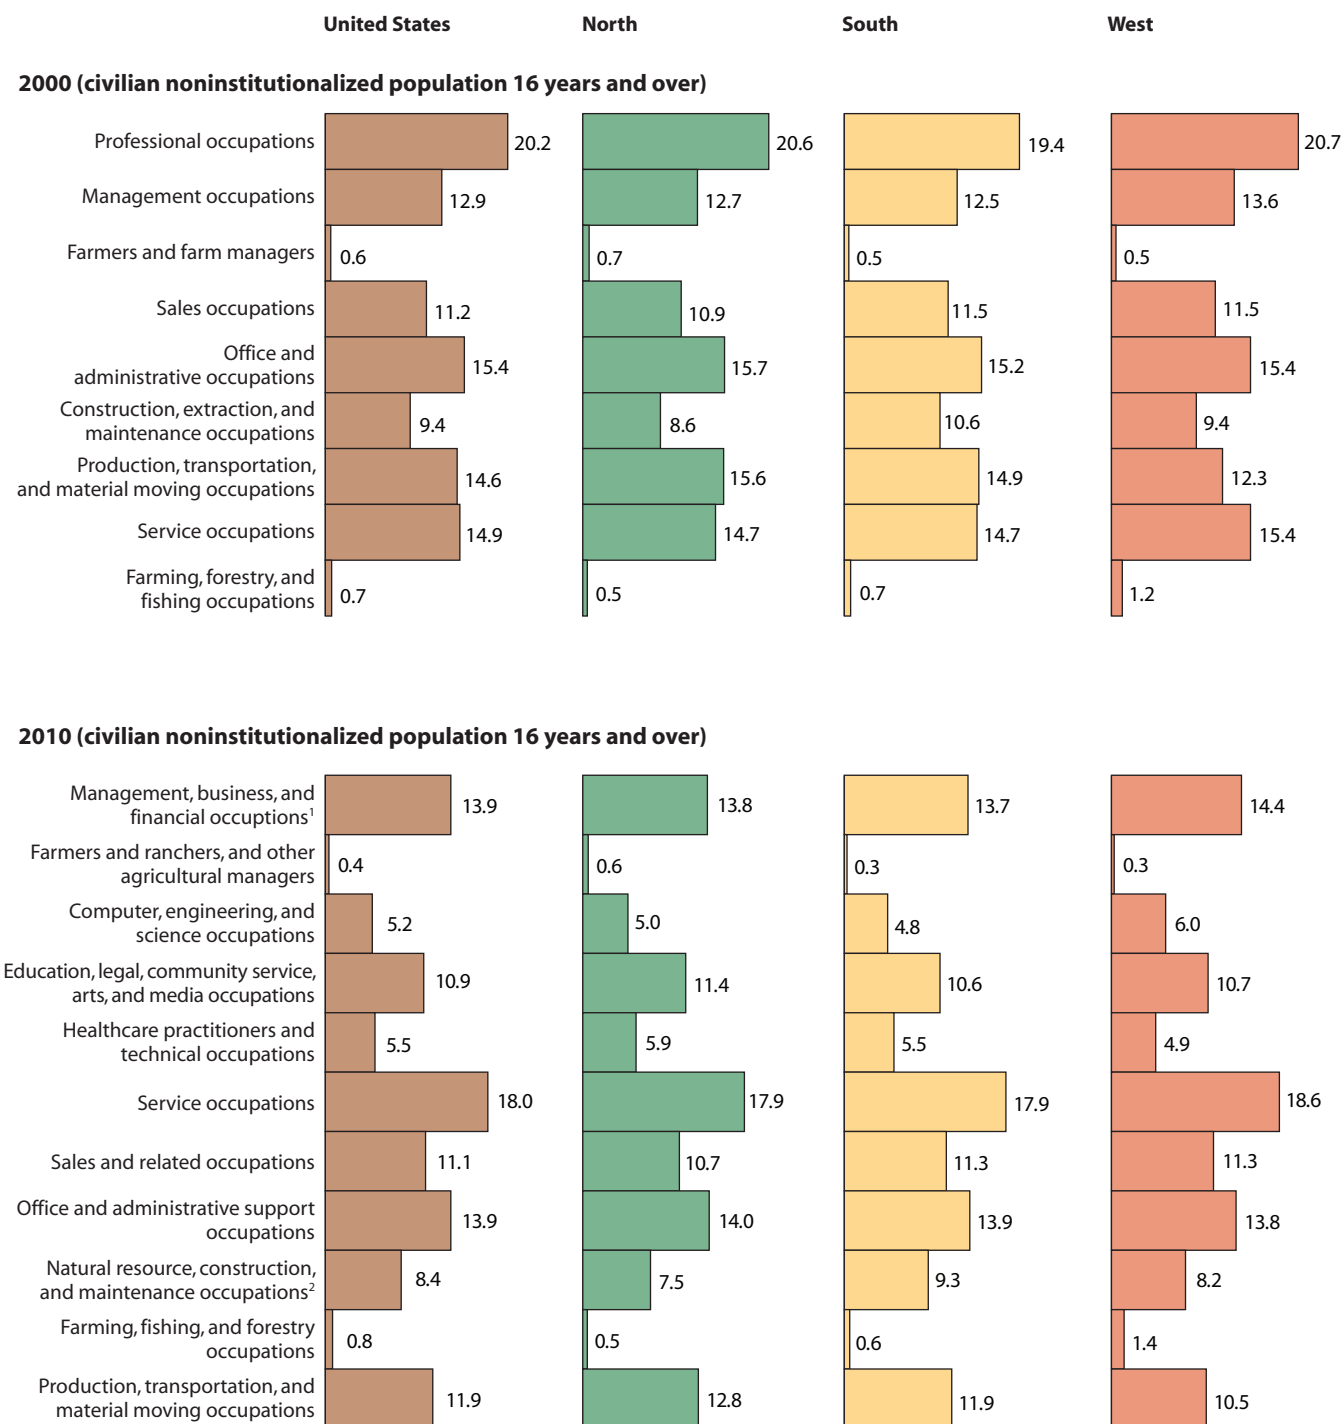 United States North South West
2000 (civilian noninstitutionalized population 16 years and over)
Professional occupations 20.2 20.6 19.4 20.7
Management occupations 12.9 12.7 12.5 13.6
Farmers and farm managers 0.6 0.7 0.5 0.5
Sales occupations 11.2 10.9 11.5 11.5
Office and
administrative occupations 15.4 15.7 15.2 15.4
Construction, extraction, and
maintenance occupations 9.4 8.6 10.6 9.4
Production, transportation,
and material moving occupations 14.6 15.6 14.9 12.3
Service occupations 14.9 14.7 14.7 15.4
Farming, forestry, and
fishing occupations 0.7 0.5 0.7 1.2
2010 (civilian noninstitutionalized population 16 years and over)
Management, business, and
financial occuptions¹ 13.9 13.8 13.7 14.4
Farmers and ranchers, and other
agricultural managers 0.4 0.6 0.3 0.3
Computer, engineering, and
science occupations 5.2 5.0 4.8 6.0
Education, legal, community service,
arts, and media occupations 10.9 11.4 10.6 10.7
Healthcare practitioners and
technical occupations 5.5 5.9 5.5 4.9
Service occupations 18.0 17.9 17.9 18.6
Sales and related occupations 11.1 10.7 11.3 11.3
Office and administrative support
occupations 13.9 14.0 13.9 13.8
Natural resource, construction,
and maintenance occupations² 8.4 7.5 9.3 8.2
Farming, fishing, and forestry
occupations 0.8 0.5 0.6 1.4
Production, transportation, and
material moving occupations 11.9 12.8 11.9 10.5